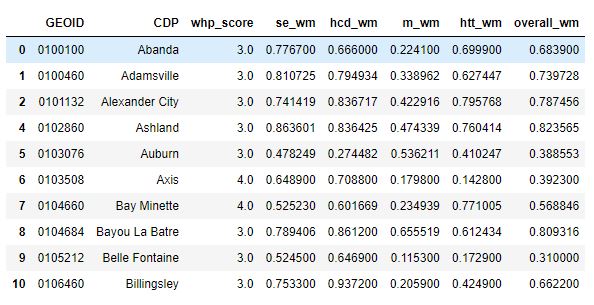 GEOID CDP whp_score se_wm hcd_wm m_wm htt_wm overall_wm
0 0100100 Abanda 3.0 0.776700 0.666000 0.224100 0.699900 0.683900
1 0100460 Adamsville 3.0 0.810725 0.794934 0.338962 0.627447 0.739728
2 0101132 Alexander City 3.0 0.741419 0.836717 0.422916 0.795768 0.787456
4 0102860 Ashland 3.0 0.863601 0.836425 0.474339 0.760414 0.823565
5 0103076 Auburn 3.0 0.478249 0.274482 0.536211 0.410247 0.388553
6 0103508 Axis 4.0 0.648900 0.708800 0.179800 0.142800 0.392300
7 0104660 Bay Minette 4.0 0.525230 0.601669 0.234939 0.771005 0.568846
8 0104684 Bayou La Batre 3.0 0.789406 0.861200 0.655519 0.612434 0.809316
9 0105212 Belle Fontaine 3.0 0.524500 0.646900 0.115300 0.172900 0.310000
10 0106460 Billingsley 3.0 0.753300 0.937200 0.205900 0.424900 0.662200